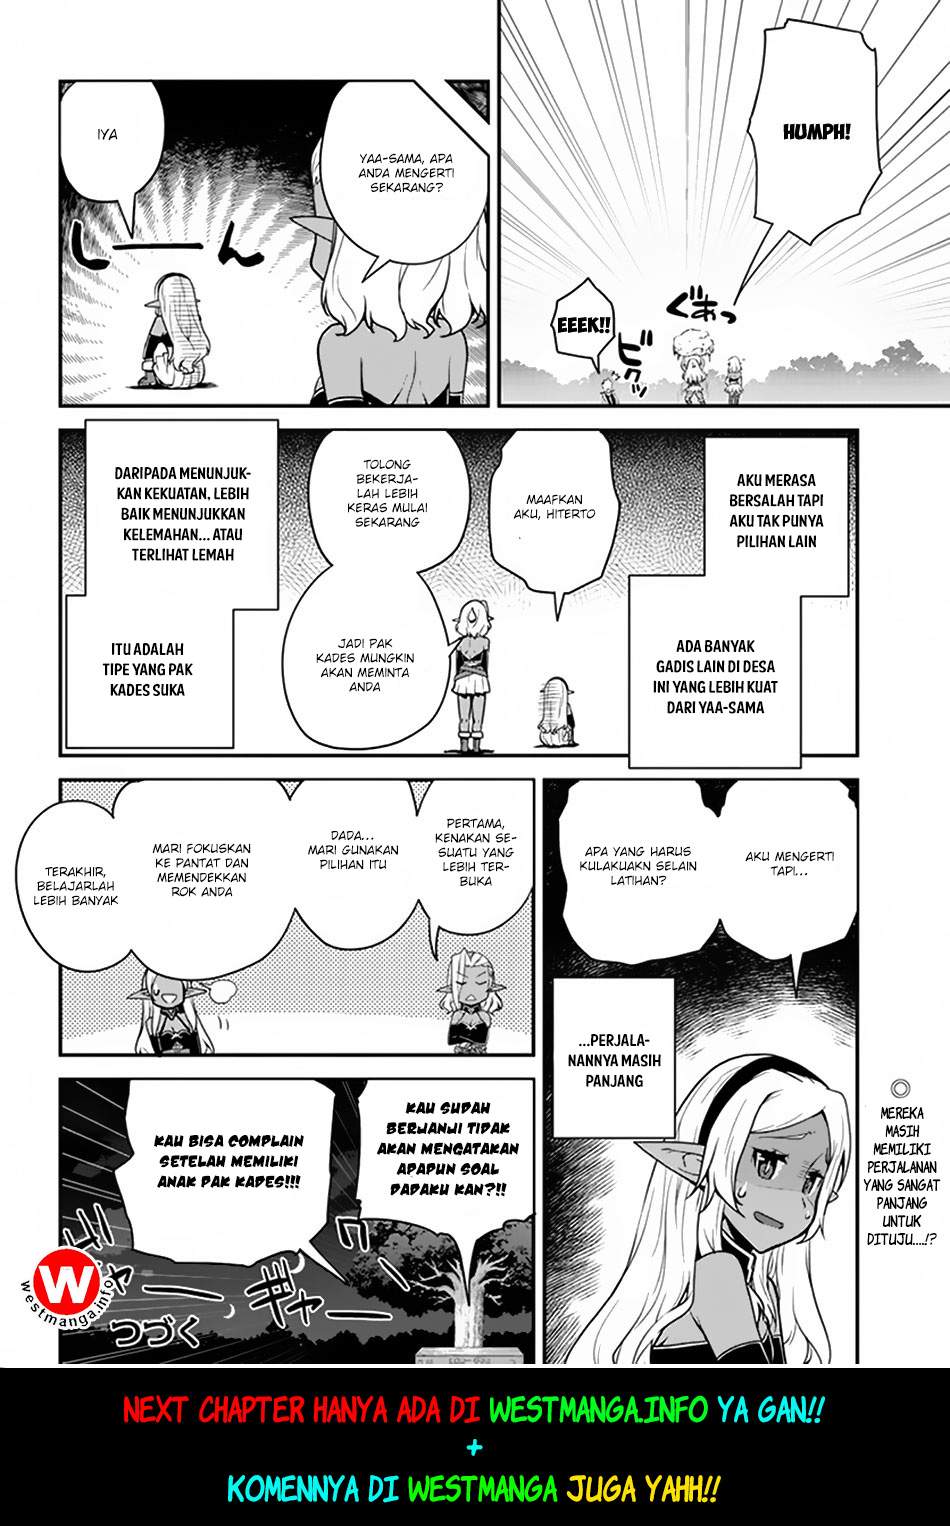 HUMPH!
EEEK!!
ぐあっ
ビクッ
YAA-SAMA, APA
ANDA MENGERTI
SEKARANG?
IYA
しーーん
AKU MERASA
BERSALAH TAPI
AKU TAK PUNYA
PILIHAN LAIN
ADA BANYAK
GADIS LAIN DI DESA
INI YANG LEBIH KUAT
DARI YAA-SAMA
MAAFKAN
AKU, HITERTO
TOLONG
BEKERJA-
LAH LEBIH
KERAS MULAI
SEKARANG
JADI PAK
KADES MUNGKIN
AKAN MEMINTA
ANDA
DARIPADA MENUNJUK-
KAN KEKUATAN, LEBIH
BAIK MENUNJUKKAN
KELEMAHAN... ATAU
TERLIHAT LEMAH
ITU ADALAH
TIPE YANG PAK
KADES SUKA
AKU MENGERTI
TAPI...
APA YANG HARUS
KULAKUAKN SELAIN
LATIHAN?
...PERJALA-
NANNYA MASIH
PANJANG
PERTAMA,
KENAKAN SE-
SUATU YANG
LEBIH TER-
BUKA
DADA...
MARI GUNAKAN
PILIHAN ITU
MARI FOKUSKAN
KE PANTAT DAN
MEMENDEKKAN
ROK ANDA
TERAKHIR,
BELAJARLAH
LEBIH BANYAK
KAU SUDAH
BERJANJI TIDAK
AKAN MENGATAKAN
APAPUN SOAL
DADAKU KAN?!!
KAU BISA COMPLAIN
SETELAH MEMILIKI
ANAK PAK KADES!!!
ギャー
ギャー
つづく
MEREKA
MASIH
MEMILIKI
PERJALANAN
YANG SANGAT
PANJANG
UNTUK
DITUJU....!?
W
westmanga.info
NEXT CHAPTER HANYA ADA DI WESTMANGA.INFO YA GAN!!
+
KOMENNYA DI WESTMANGA JUGA YAHH!!